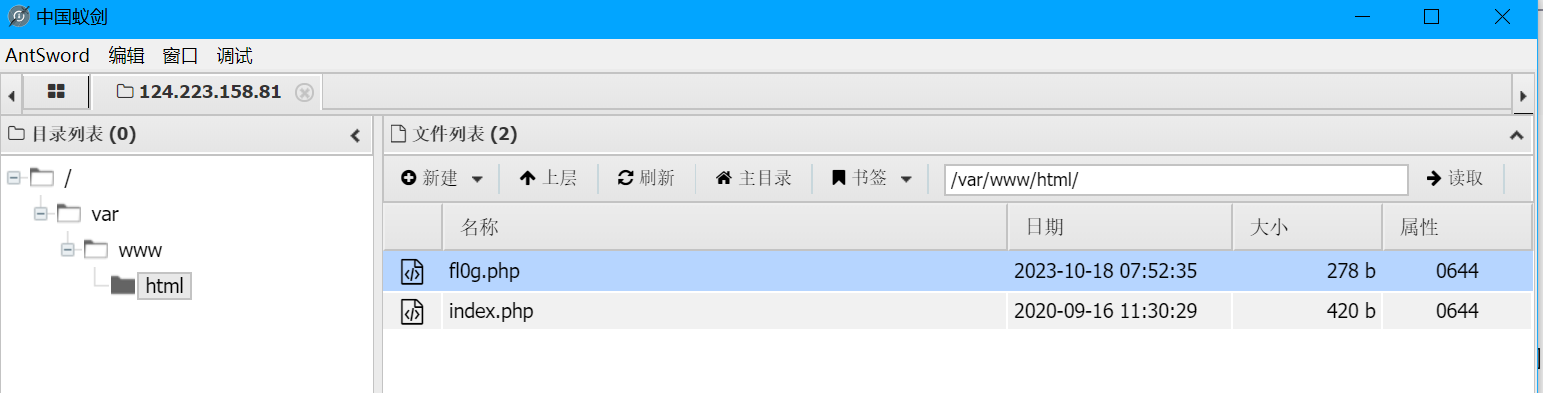 中国蚁剑
AntSword 编辑 窗口 调试
124.223.158.81
目录列表 (0)
/
var
www
html
文件列表 (2)
新建 上层 刷新 主目录 书签 /var/www/html/ 读取
名称 日期 大小 属性
fl0g.php 2023-10-18 07:52:35 278 b 0644
index.php 2020-09-16 11:30:29 420 b 0644